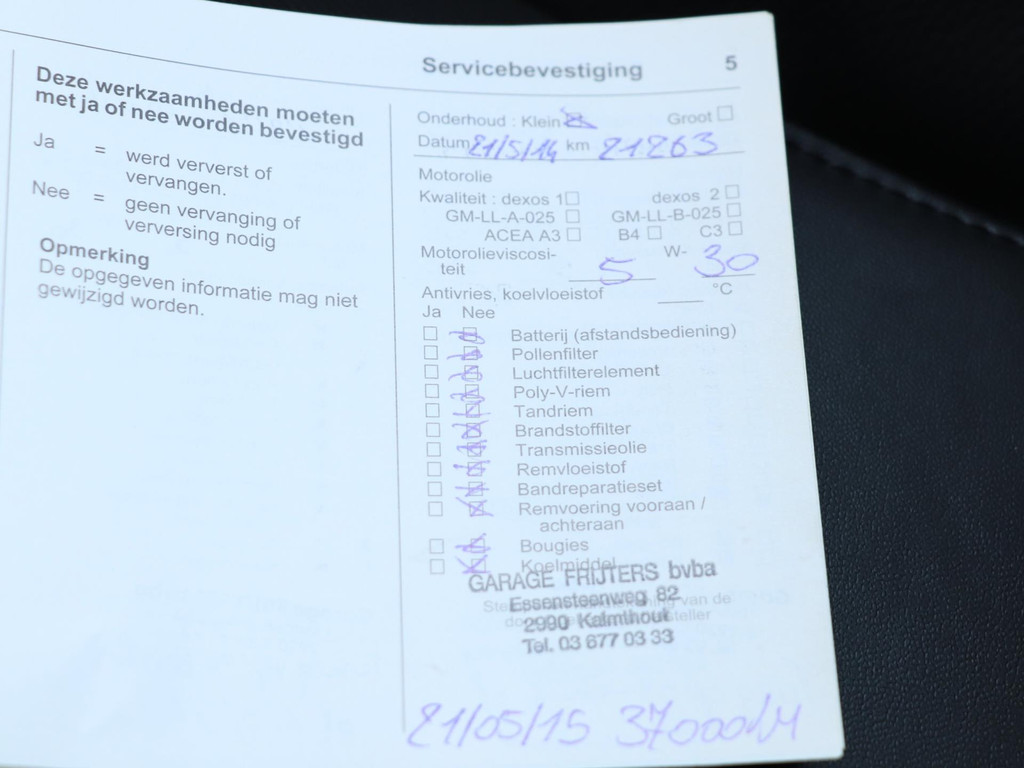 Servicebevestiging 5
Deze werkzaamheden moeten
met ja of nee worden bevestigd
Ja = werd ververst of
vervangen.
Nee = geen vervanging of
verversing nodig
Opmerking
De opgegeven informatie mag niet
gewijzigd worden.
Onderhoud : Klein Groot
Datum 21/5/14 km 21263
Motorolie
Kwaliteit : dexos 1 dexos 2
GM-LL-A-025 GM-LL-B-025
ACEA A3 B4 C3
Motorolieviscosi-
teit 5 W- 30
Antivries, koelvloeistof °C
Ja Nee
Batterij (afstandsbediening)
Pollenfilter
Luchtfilterelement
Poly-V-riem
Tandriem
Brandstoffilter
Transmissieolie
Remvloeistof
Bandreparatieset
Remvoering vooraan /
achteraan
Bougies
Koelmiddel
GARAGE FRIJTERS bvba
Essensteenweg 82
2990 Kalmthout
Tel. 03 677 03 33
21/05/15 37000KM